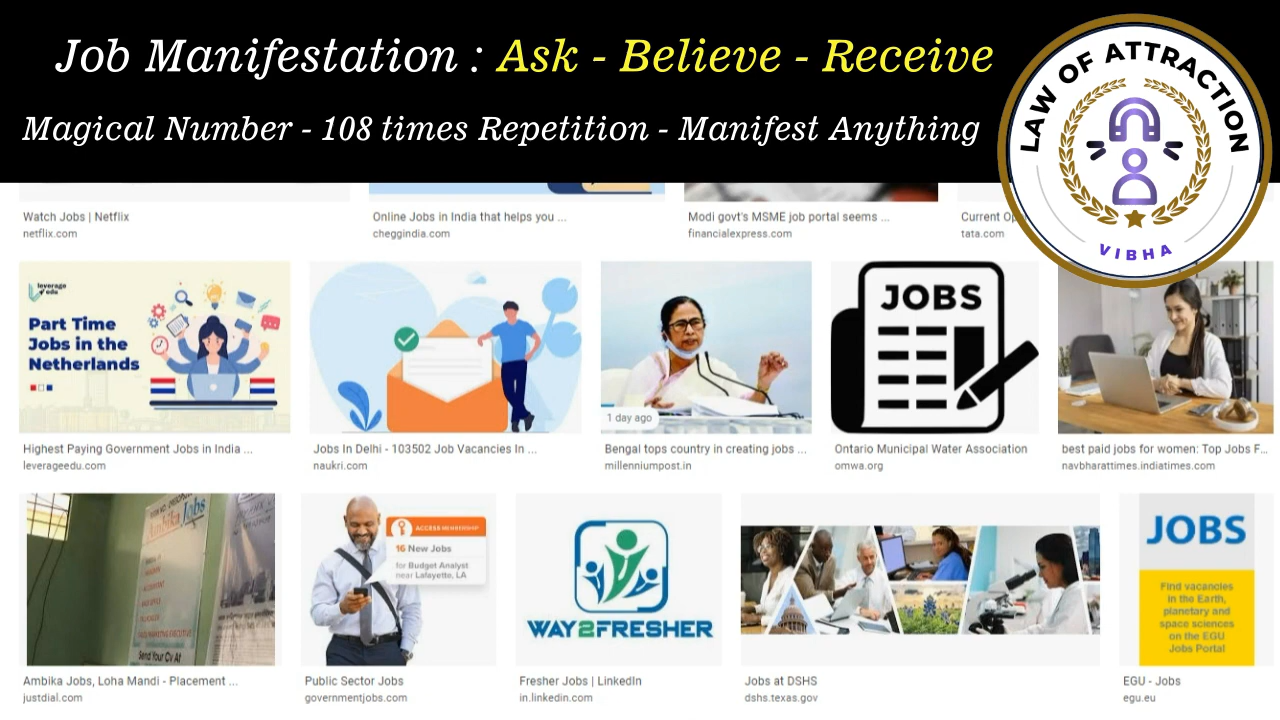 Job Manifestation : Ask - Believe - Receive
Magical Number - 108 times Repetition - Manifest Anything
LAW OF ATTRACTION
VIBHA
Watch Jobs | Netflix
netflix.com
Online Jobs in India that helps you ...
cheggindia.com
Modi govt's MSME job portal seems ...
financialexpress.com
Current
tata.com
leverage
edu
Part Time
Jobs in the
Netherlands
1 day ago
JOBS
Highest Paying Government Jobs in India ...
leverageedu.com
Jobs In Delhi - 103502 Job Vacancies In ...
naukri.com
Bengal tops country in creating jobs ...
millenniumpost.in
Ontario Municipal Water Association
omwa.org
best paid jobs for women: Top Jobs F...
navbharattimes.indiatimes.com
Ambika Jobs
Send Your Cv At
ACCESS MEMBERSHIP
16 New Jobs
for Budget Analyst
near Lafayette, LA
WAY2FRESHER
JOBS
Find vacancies
in the Earth,
planetary and
space sciences
on the EGU
Jobs Portal
Ambika Jobs, Loha Mandi - Placement ...
justdial.com
Public Sector Jobs
governmentjobs.com
Fresher Jobs | LinkedIn
in.linkedin.com
Jobs at DSHS
dshs.texas.gov
EGU - Jobs
egu.eu